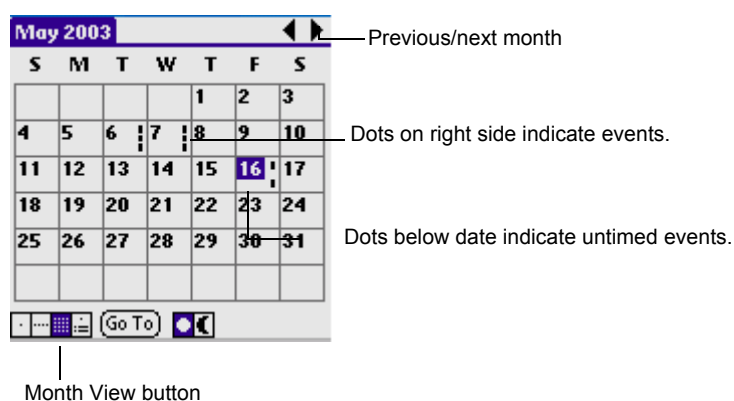 May 2003
Previous/next month
S M T W T F S
1 2 3
4 5 6 7 8 9 10
Dots on right side indicate events.
11 12 13 14 15 16 17
18 19 20 21 22 23 24
Dots below date indicate untimed events.
25 26 27 28 29 30 31
Go To
Month View button